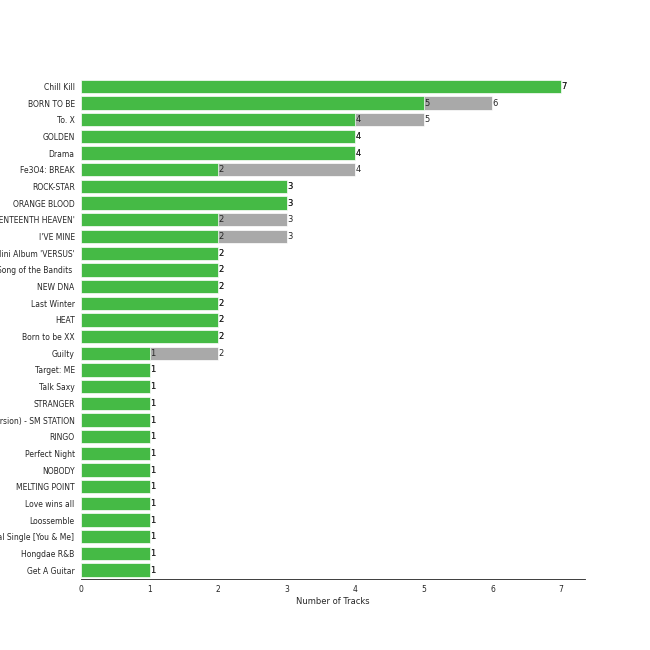 Chill Kill 7
BORN TO BE 5 6
To. X 4 5
GOLDEN 4
Drama 4
Fe3O4: BREAK 2 4
ROCK-STAR 3
ORANGE BLOOD 3
HEAVEN' 2 3
I'VE MINE 2 3
Album 'VERSUS' 2
Song of the Bandits 2
NEW DNA 2
Last Winter 2
HEAT 2
Born to be XX 2
Guilty 1 2
Target: ME 1
Talk Saxy 1
STRANGER 1
- SM STATION 1
RINGO 1
Perfect Night 1
NOBODY 1
MELTING POINT 1
Love wins all 1
Loossemble 1
Single [You & Me] 1
Hongdae R&B 1
Get A Guitar 1
0 1 2 3 4 5 6 7
Number of Tracks